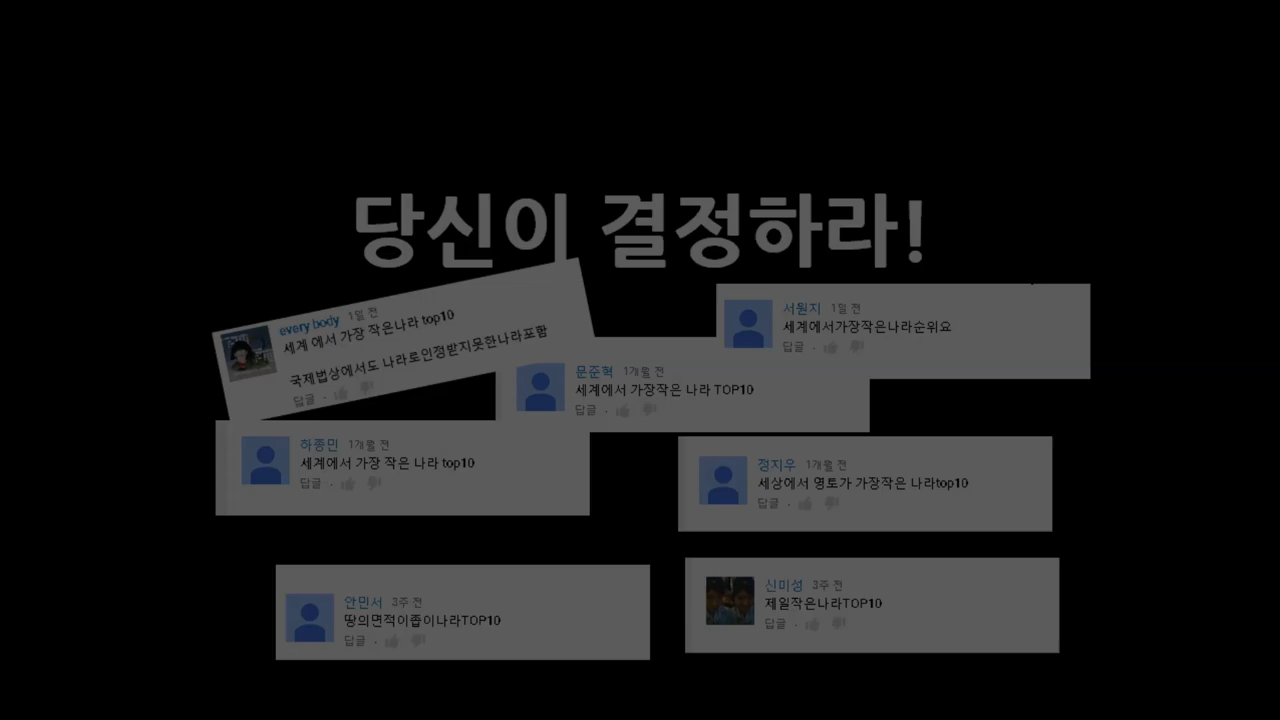 당신이 결정하라!
every body 1일 전
세계 에서 가장 작은나라 top10
국제법상에서도 나라로인정받지못한나라포함
답글 ·
서원지 1일 전
세계에서가장작은나라순위요
답글 ·
문준혁 1개월 전
세계에서 가장작은 나라 TOP10
답글 ·
하종민 1개월 전
세계에서 가장 작은 나라 top10
답글 ·
정지우 1개월 전
세상에서 영토가 가장작은 나라top10
답글 ·
안민서 3주 전
땅의면적이좁이나라TOP10
답글 ·
신미성 3주 전
제일작은나라TOP10
답글 ·